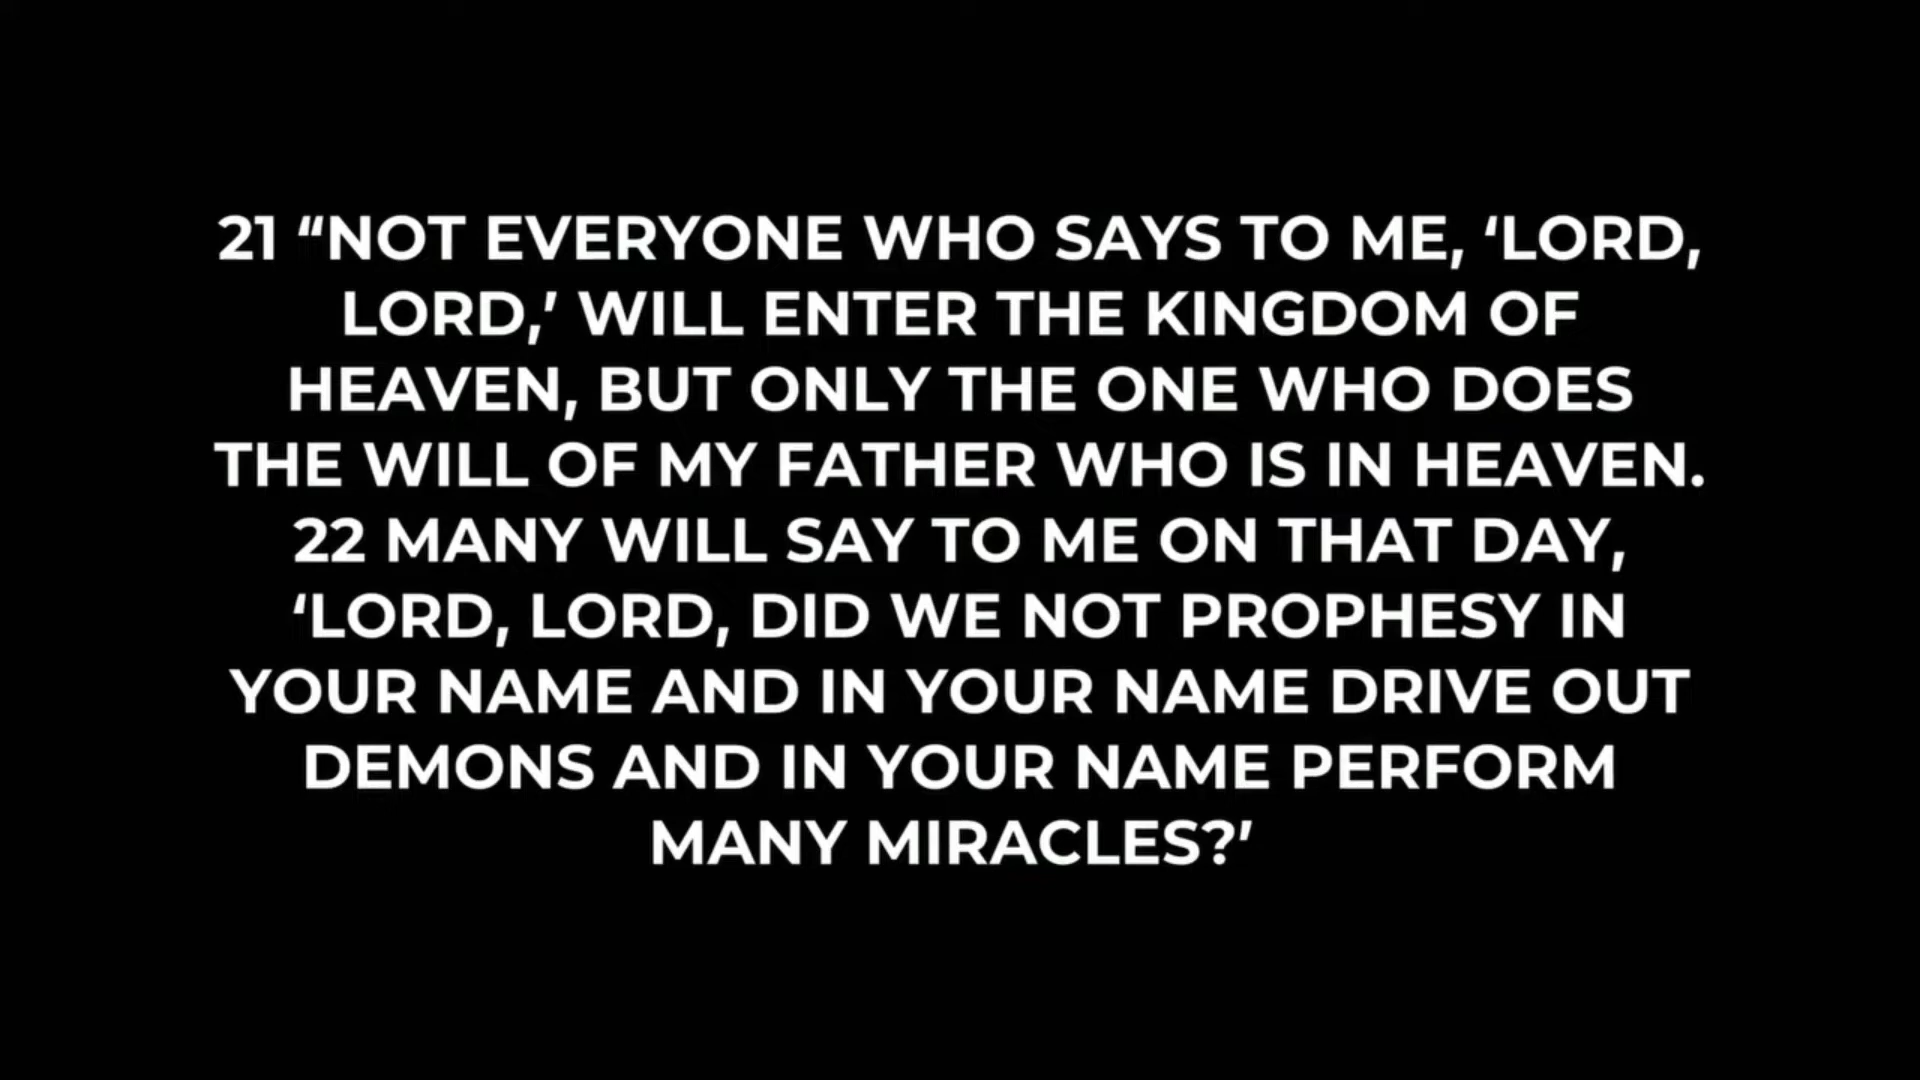 21 “NOT EVERYONE WHO SAYS TO ME, ‘LORD,
LORD,’ WILL ENTER THE KINGDOM OF
HEAVEN, BUT ONLY THE ONE WHO DOES
THE WILL OF MY FATHER WHO IS IN HEAVEN.
22 MANY WILL SAY TO ME ON THAT DAY,
‘LORD, LORD, DID WE NOT PROPHESY IN
YOUR NAME AND IN YOUR NAME DRIVE OUT
DEMONS AND IN YOUR NAME PERFORM
MANY MIRACLES?’